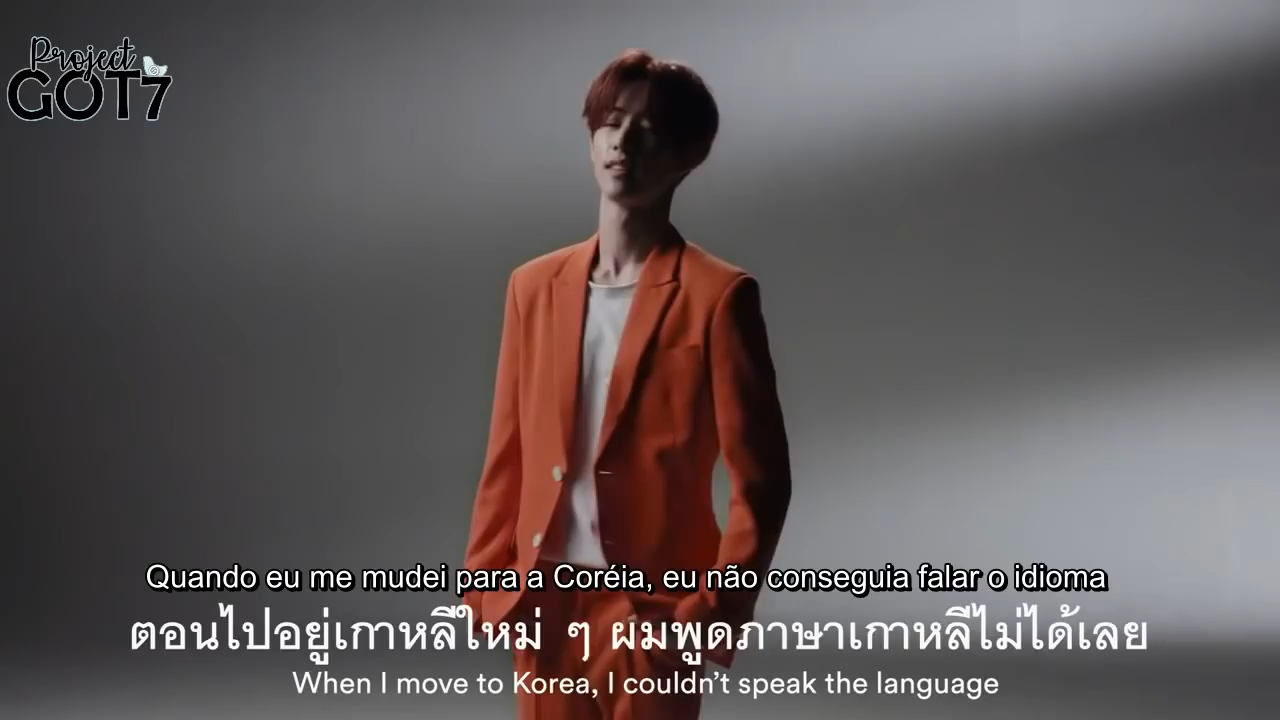 Project
GOT7
Quando eu me mudei para a Coréia, eu não conseguia falar o idioma
ตอนไปอยู่เกาหลีใหม่ ๆ ผมพูดภาษาเกาหลีไม่ได้เลย
When I move to Korea, I couldn't speak the language